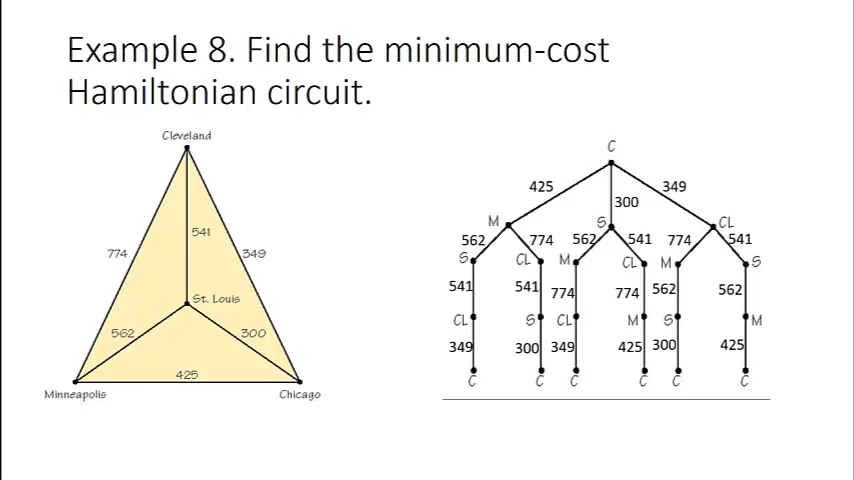 Example 8. Find the minimum-cost
Hamiltonian circuit.
Cleveland
541
774
349
St. Louis
562
300
425
Minneapolis
Chicago
C
425
300
349
M
S
CL
562
774
562
541
774
541
S
CL
M
CL
M
S
541
541
774
774
562
562
CL
S
CL
M
S
M
349
300
349
425
300
425
C
C
C
C
C
C